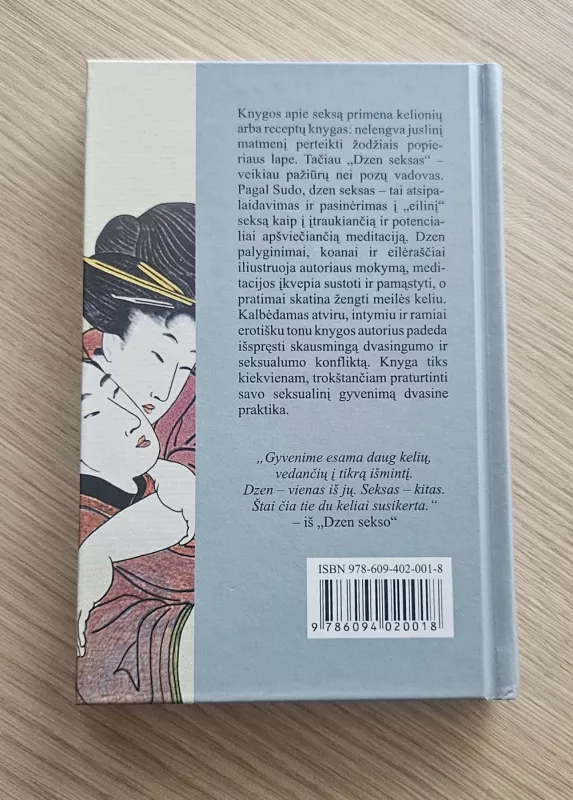 Knygos apie seksą primena kelionių
arba receptų knygas: nelengva juslinį
matmenį perteikti žodžiais popie-
riaus lape. Tačiau „Dzen seksas“ –
veikiau pažiūrų nei pozų vadovas.
Pagal Sudo, dzen seksas – tai atsipa-
laidavimas ir pasinėrimas į „eilinį“
seksą kaip į įtraukiančią ir potencia-
liai apšviečiančią meditaciją. Dzen
palyginimai, koanai ir eilėraščiai
iliustruoja autoriaus mokymą, medi-
tacijos įkvepia sustoti ir pamąstyti, o
pratimai skatina žengti meilės keliu.
Kalbėdamas atviru, intymiu ir ramiai
erotišku tonu knygos autorius padeda
išspręsti skausmingą dvasingumo ir
seksualumo konfliktą. Knyga tiks
kiekvienam, trokštančiam praturtinti
savo seksualinį gyvenimą dvasine
praktika.
„Gyvenime esama daug kelių,
vedančių į tikrą išmintį.
Dzen – vienas iš jų. Seksas – kitas.
Štai čia tie du keliai susikerta.“
– iš „Dzen sekso“
ISBN 978-609-402-001-8
9 786094 020018